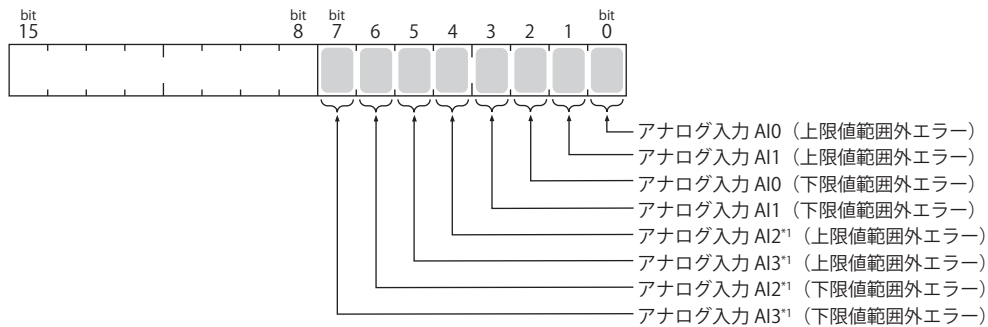 bit bit bit bit
15 8 7 6 5 4 3 2 1 0
アナログ入力 AI0（上限値範囲外エラー）
アナログ入力 AI1（上限値範囲外エラー）
アナログ入力 AI0（下限値範囲外エラー）
アナログ入力 AI1（下限値範囲外エラー）
アナログ入力 AI2*1（上限値範囲外エラー）
アナログ入力 AI3*1（上限値範囲外エラー）
アナログ入力 AI2*1（下限値範囲外エラー）
アナログ入力 AI3*1（下限値範囲外エラー）